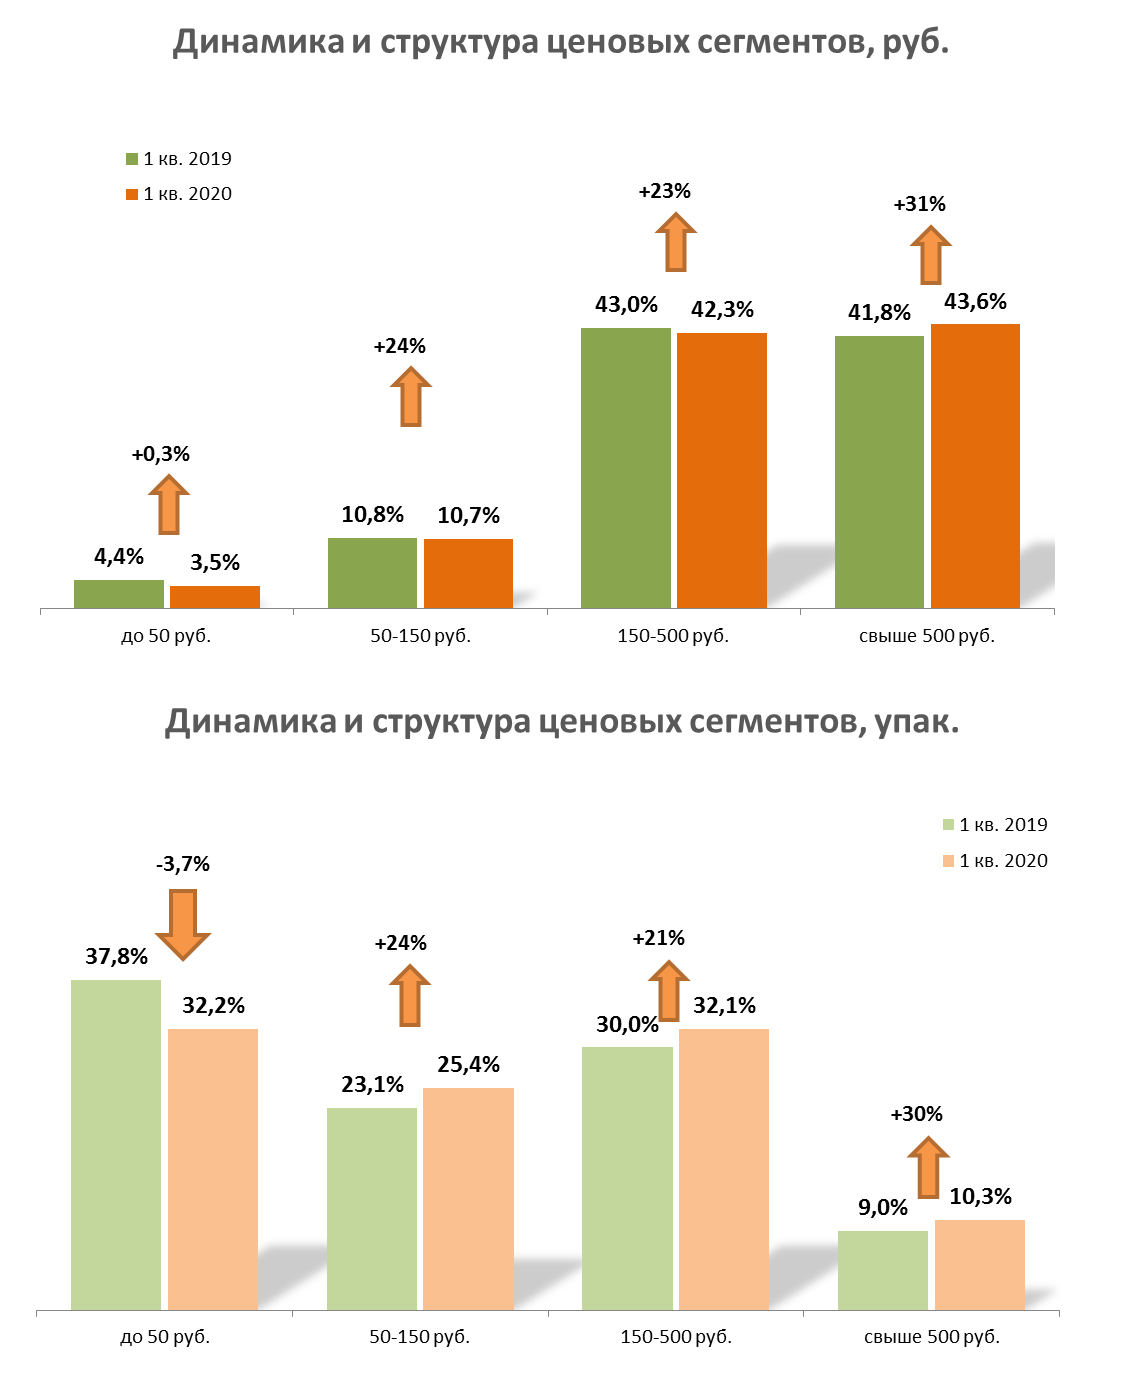 Динамика и структура ценовых сегментов, руб.
1 кв. 2019
1 кв. 2020
+0,3%
+24%
+23%
+31%
4,4%
3,5%
10,8%
10,7%
43,0%
42,3%
41,8%
43,6%
до 50 руб.
50-150 руб.
150-500 руб.
свыше 500 руб.
Динамика и структура ценовых сегментов, упак.
1 кв. 2019
1 кв. 2020
-3,7%
+24%
+21%
+30%
37,8%
32,2%
23,1%
25,4%
30,0%
32,1%
9,0%
10,3%
до 50 руб.
50-150 руб.
150-500 руб.
свыше 500 руб.